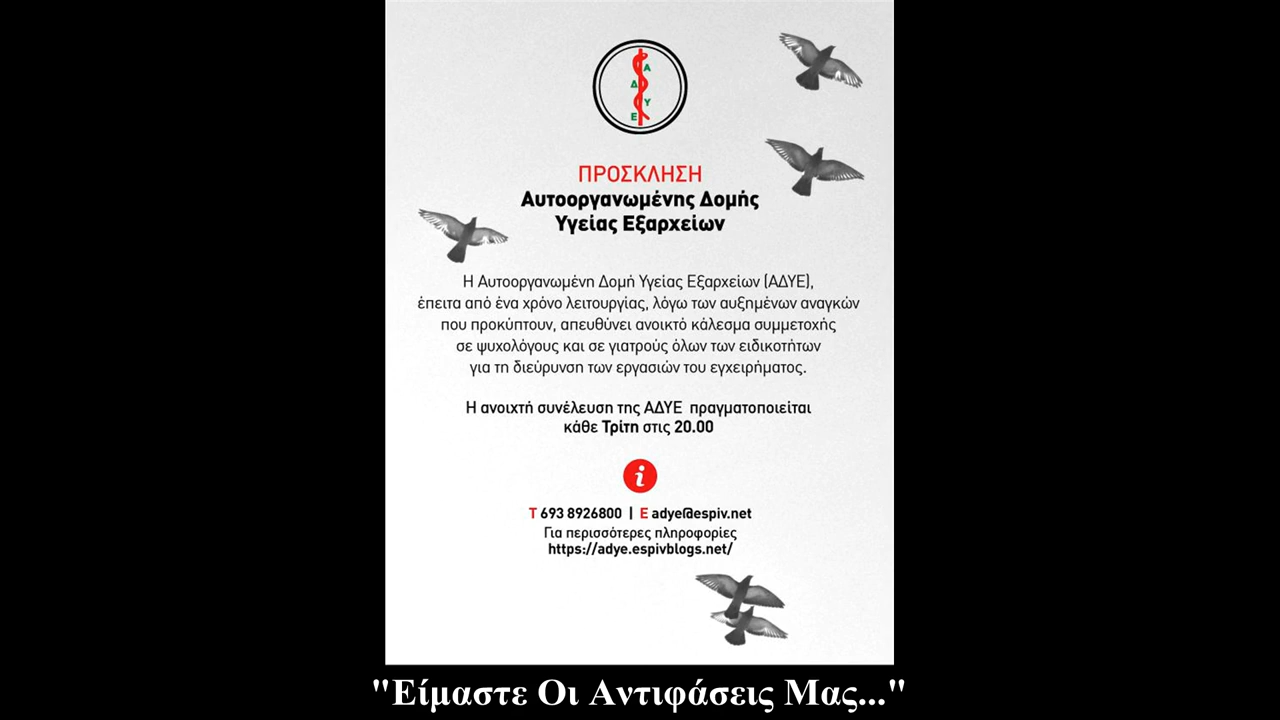 Α
Δ
Υ
Ε
ΠΡΟΣΚΛΗΣΗ
Αυτοοργανωμένης Δομής
Υγείας Εξαρχείων
Η Αυτοοργανωμένη Δομή Υγείας Εξαρχείων (ΑΔΥΕ),
έπειτα από ένα χρόνο λειτουργίας, λόγω των αυξημένων αναγκών
που προκύπτουν, απευθύνει ανοικτό κάλεσμα συμμετοχής
σε ψυχολόγους και σε γιατρούς όλων των ειδικοτήτων
για τη διεύρυνση των εργασιών του εγχειρήματος.
Η ανοιχτή συνέλευση της ΑΔΥΕ πραγματοποιείται
κάθε Τρίτη στις 20.00
i
T 693 8926800 | E adye@espiv.net
Για περισσότερες πληροφορίες
https://adye.espivblogs.net/
"Είμαστε Οι Αντιφάσεις Μας..."